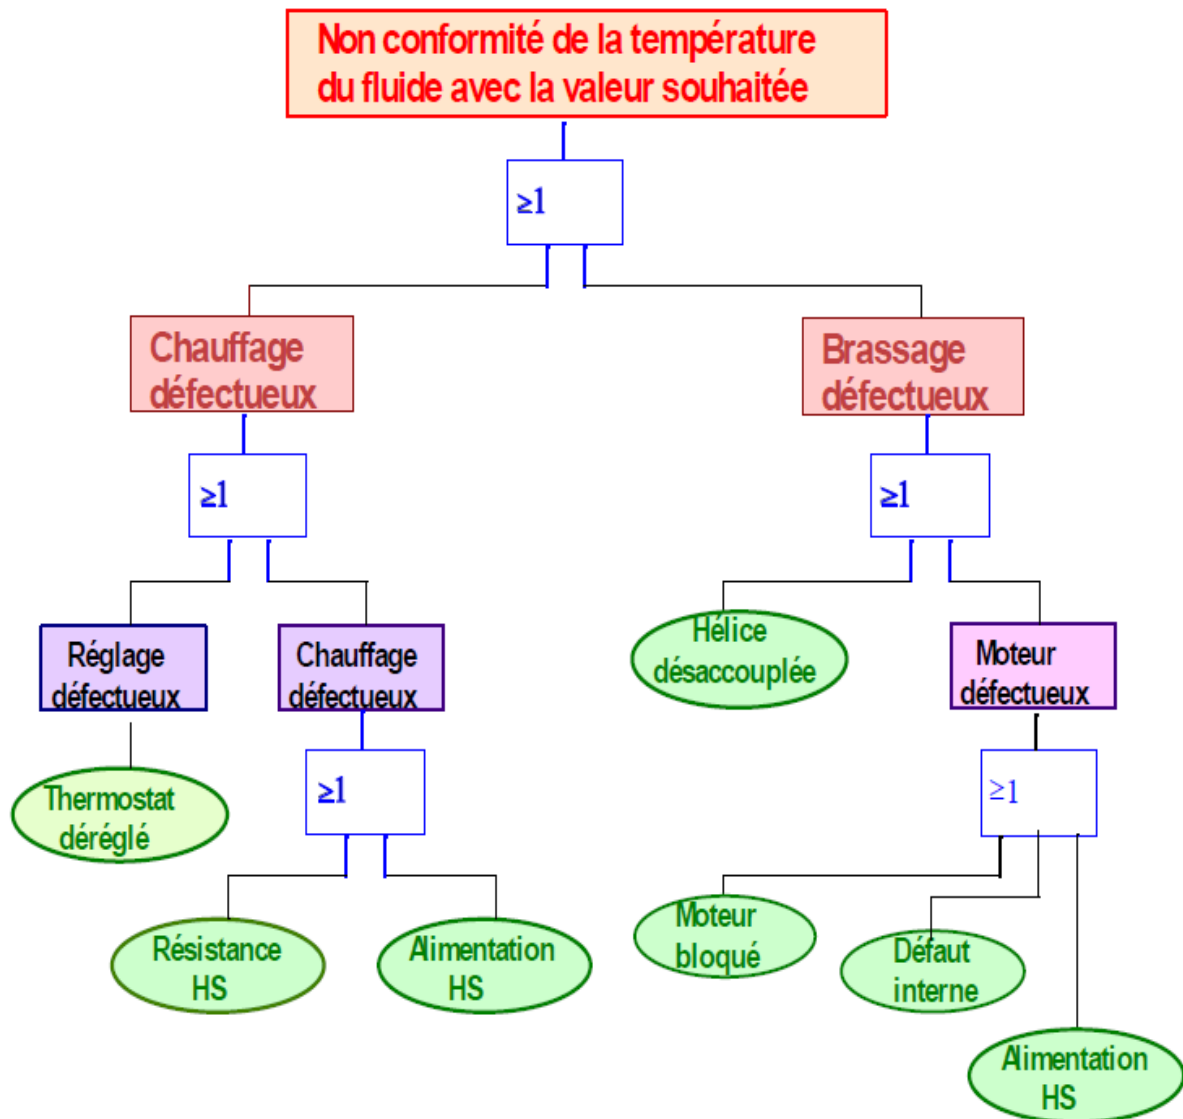 Non conformité de la température
du fluide avec la valeur souhaitée
≥1
Chauffage
défectueux
Brassage
défectueux
≥1
≥1
Réglage
défectueux
Chauffage
défectueux
Hélice
désaccouplée
Moteur
défectueux
Thermostat
déréglé
≥1
≥1
Résistance
HS
Alimentation
HS
Moteur
bloqué
Défaut
interne
Alimentation
HS